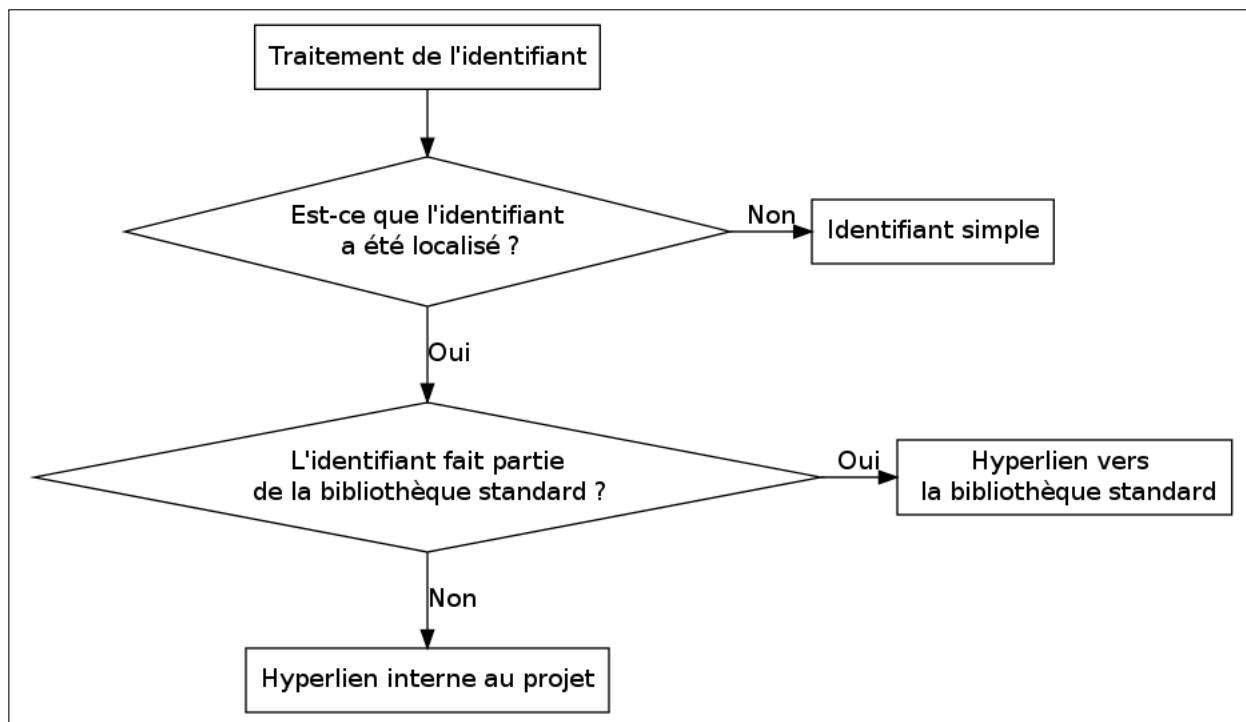 Traitement de l'identifiant
Est-ce que l'identifiant
a été localisé ?
Non
Identifiant simple
Oui
L'identifiant fait partie
de la bibliothèque standard ?
Oui
Hyperlien vers
la bibliothèque standard
Non
Hyperlien interne au projet